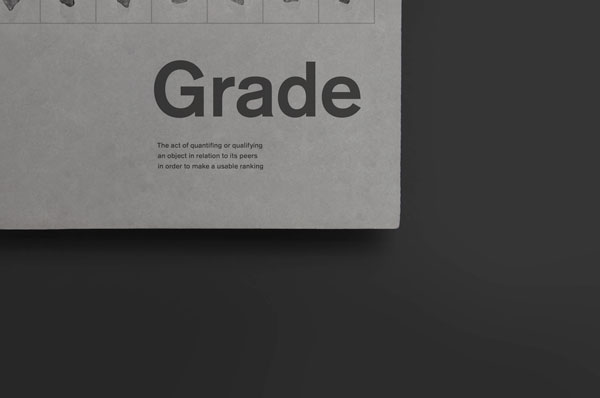 Grade
The act of quantifing or qualifying
an object in relation to its peers
in order to make a usable ranking